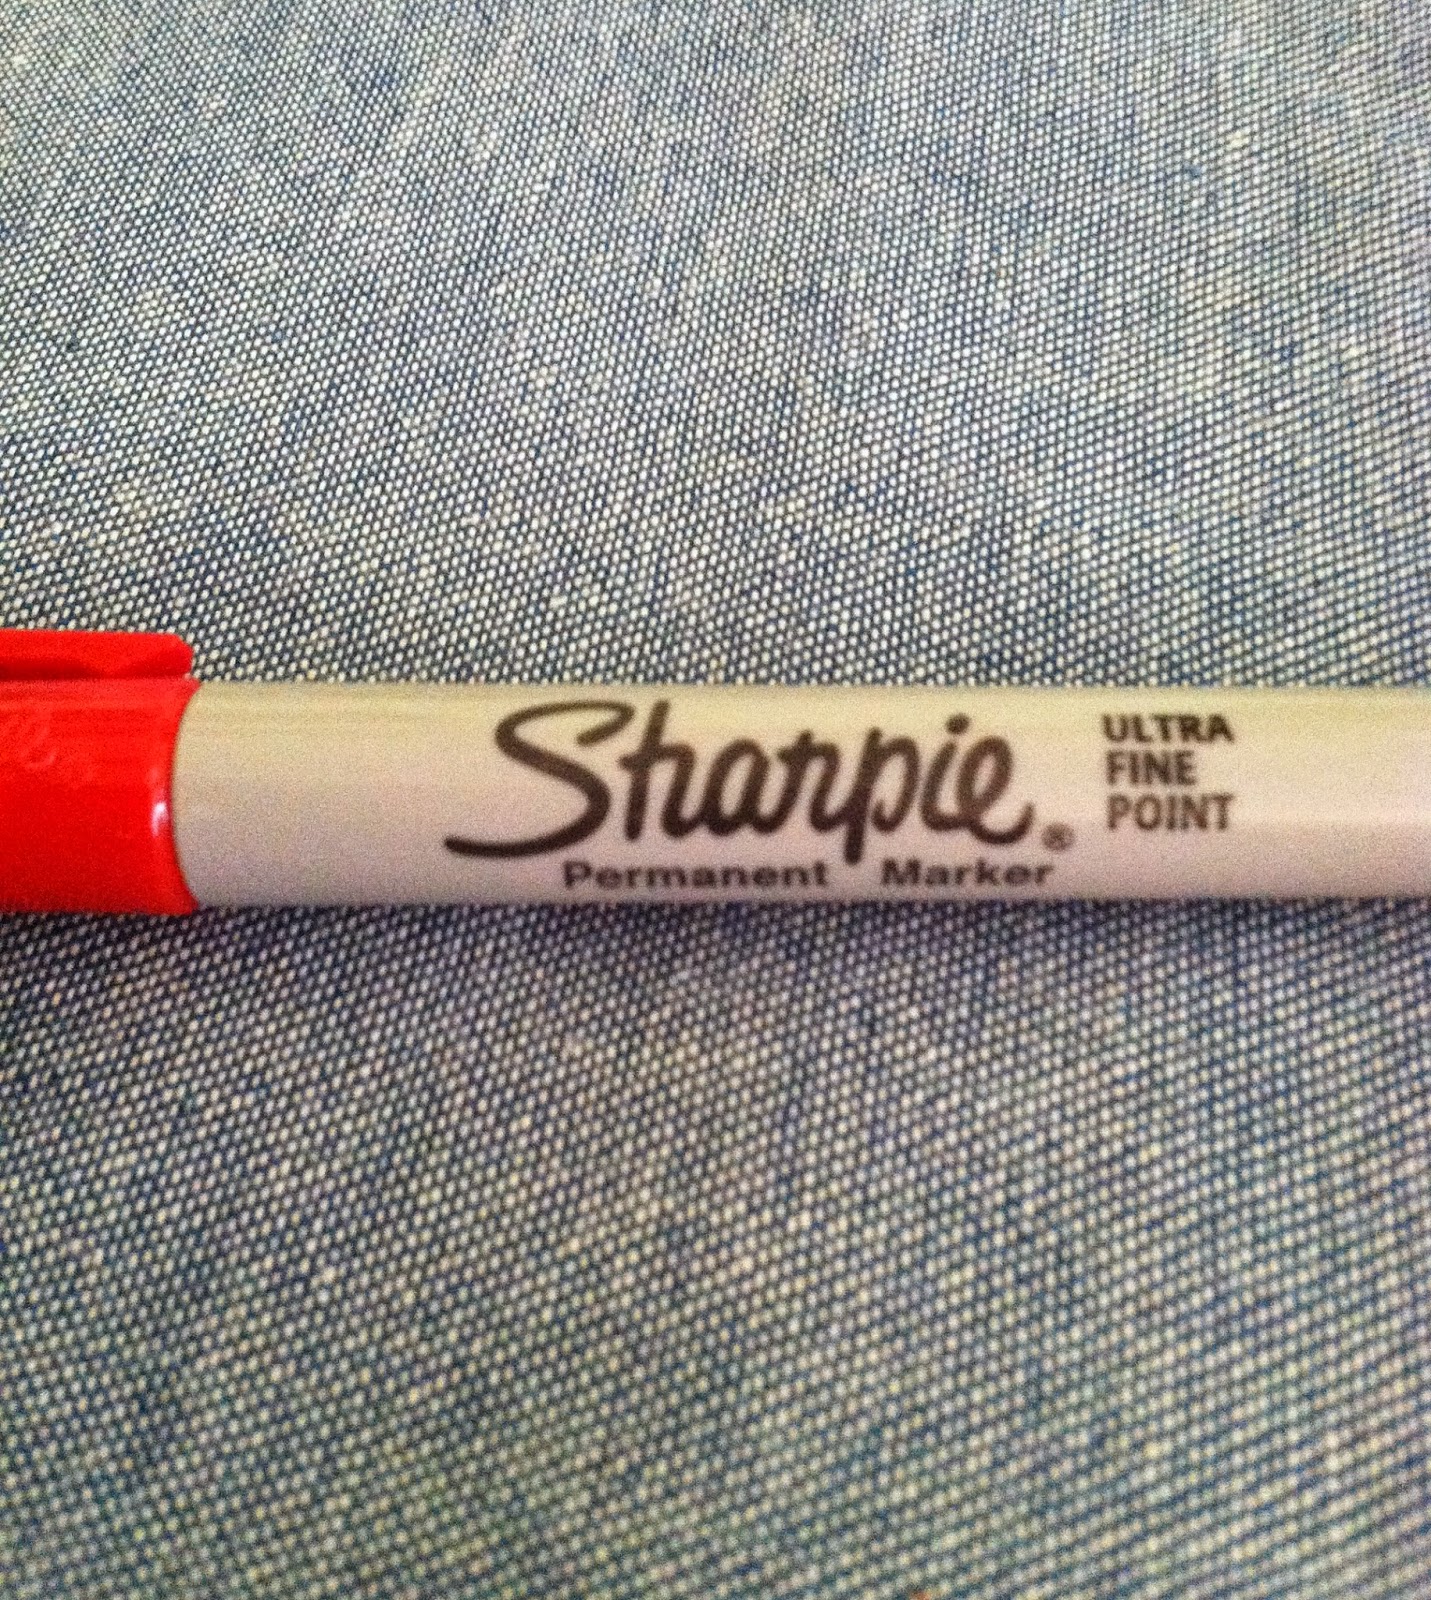 Sharpie®
Permanent Marker
ULTRA
FINE
POINT